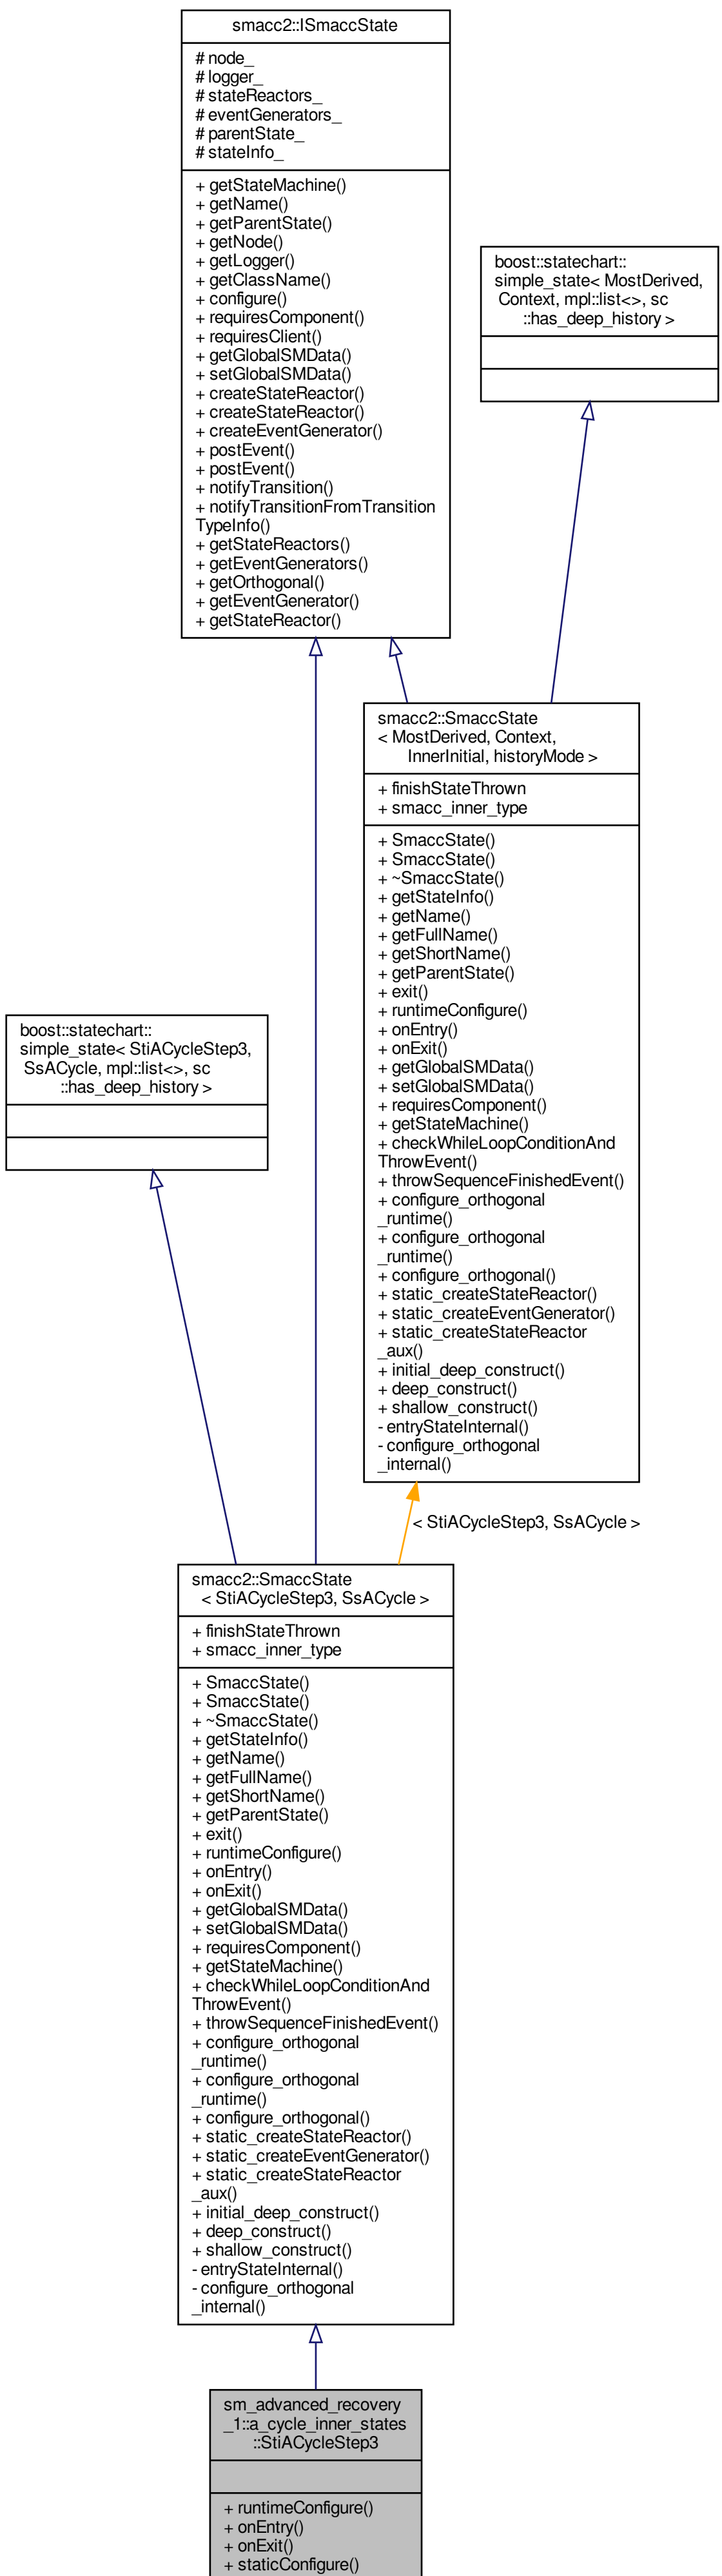 smacc2::ISmaccState
# node_
# logger_
# stateReactors_
# eventGenerators_
# parentState_
# stateInfo_
+ getStateMachine()
+ getName()
+ getParentState()
+ getNode()
+ getLogger()
+ getClassName()
+ configure()
+ requiresComponent()
+ requiresClient()
+ getGlobalSMData()
+ setGlobalSMData()
+ createStateReactor()
+ createStateReactor()
+ createEventGenerator()
+ postEvent()
+ postEvent()
+ notifyTransition()
+ notifyTransitionFromTransition
TypeInfo()
+ getStateReactors()
+ getEventGenerators()
+ getOrthogonal()
+ getEventGenerator()
+ getStateReactor()
boost::statechart::
simple_state< MostDerived,
Context, mpl::list<>, sc
::has_deep_history >
smacc2::SmaccState
< MostDerived, Context,
InnerInitial, historyMode >
+ finishStateThrown
+ smacc_inner_type
+ SmaccState()
+ SmaccState()
+ ~SmaccState()
+ getStateInfo()
+ getName()
+ getFullName()
+ getShortName()
+ getParentState()
+ exit()
+ runtimeConfigure()
+ onEntry()
+ onExit()
+ getGlobalSMData()
+ setGlobalSMData()
+ requiresComponent()
+ getStateMachine()
+ checkWhileLoopConditionAnd
ThrowEvent()
+ throwSequenceFinishedEvent()
+ configure_orthogonal
_runtime()
+ configure_orthogonal
_runtime()
+ configure_orthogonal()
+ static_createStateReactor()
+ static_createEventGenerator()
+ static_createStateReactor
_aux()
+ initial_deep_construct()
+ deep_construct()
+ shallow_construct()
- entryStateInternal()
- configure_orthogonal
_internal()
boost::statechart::
simple_state< StiACycleStep3,
SsACycle, mpl::list<>, sc
::has_deep_history >
< StiACycleStep3, SsACycle >
smacc2::SmaccState
< StiACycleStep3, SsACycle >
+ finishStateThrown
+ smacc_inner_type
+ SmaccState()
+ SmaccState()
+ ~SmaccState()
+ getStateInfo()
+ getName()
+ getFullName()
+ getShortName()
+ getParentState()
+ exit()
+ runtimeConfigure()
+ onEntry()
+ onExit()
+ getGlobalSMData()
+ setGlobalSMData()
+ requiresComponent()
+ getStateMachine()
+ checkWhileLoopConditionAnd
ThrowEvent()
+ throwSequenceFinishedEvent()
+ configure_orthogonal
_runtime()
+ configure_orthogonal
_runtime()
+ configure_orthogonal()
+ static_createStateReactor()
+ static_createEventGenerator()
+ static_createStateReactor
_aux()
+ initial_deep_construct()
+ deep_construct()
+ shallow_construct()
- entryStateInternal()
- configure_orthogonal
_internal()
sm_advanced_recovery
_1::a_cycle_inner_states
::StiACycleStep3
+ runtimeConfigure()
+ onEntry()
+ onExit()
+ staticConfigure()